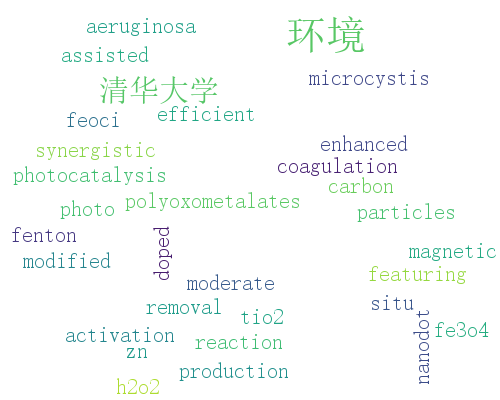 aeruginosa
环境
assisted
microcystis
清华大学
efficient
feoci
enhanced
synergistic
coagulation
photocatalysis
carbon
polyoxometalates
photo
particles
fenton
doped
magnetic
modified
featuring
moderate
situ
removal
tio2
nanodot
fe3o4
activation
reaction
zn
production
h2o2